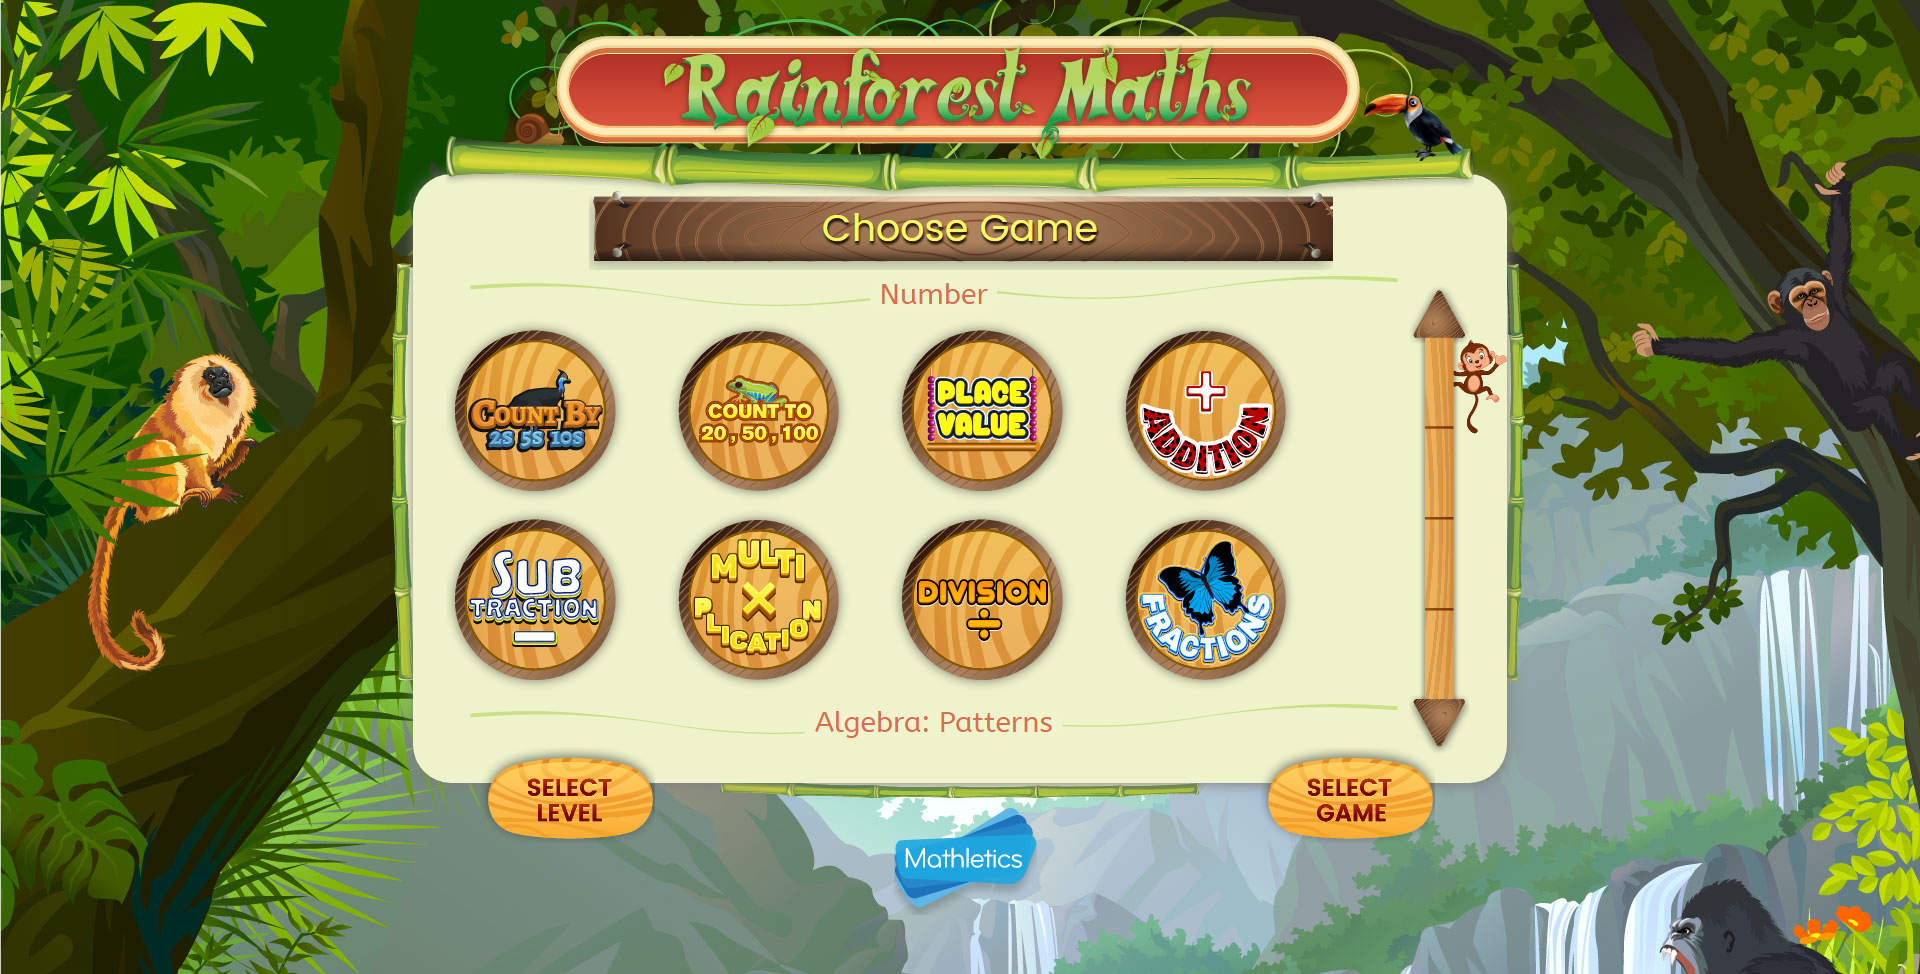 Rainforest Maths
Choose Game
Number
COUNT BY
2S 5S 10S
COUNT TO
20, 50, 100
PLACE
VALUE
+
ADDITION
SUB
TRACTION
−
MULTI
×
PLICATION
DIVISION
÷
FRACTIONS
Algebra: Patterns
SELECT
LEVEL
SELECT
GAME
Mathletics